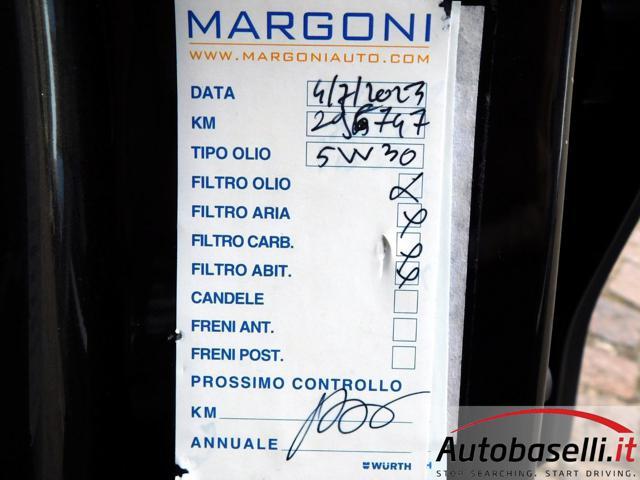 MARGONI
WWW.MARGONIAUTO.COM
DATA 4/7/2023
KM
TIPO OLIO 5W30
FILTRO OLIO X
FILTRO ARIA X
FILTRO CARB. X
FILTRO ABIT. X
CANDELE
FRENI ANT.
FRENI POST.
PROSSIMO CONTROLLO
KM
ANNUALE
WÜRTH
Autobaselli.it
STOP SEARCHING. START DRIVING.